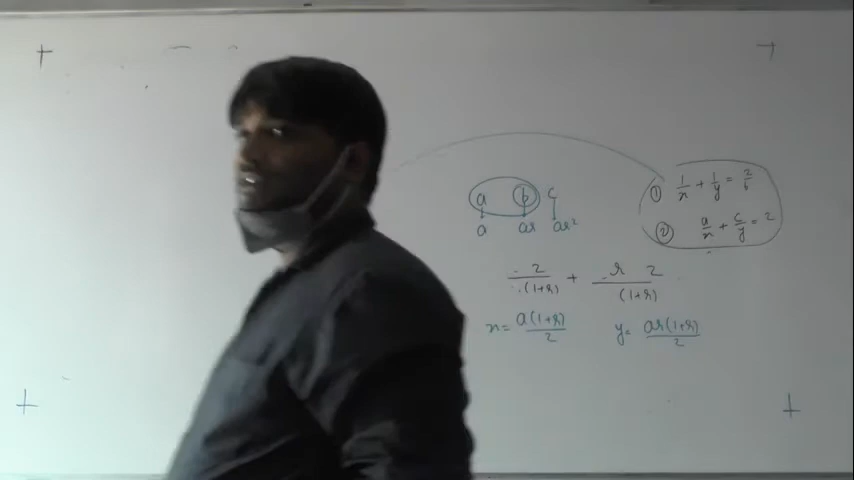 ① 1/x + 1/y = 2/b
a b c
② a/x + c/y = 2
a ar ar²
2/(1+r) + r 2/(1+r)
x = a(1+r)/2 y = ar(1+r)/2